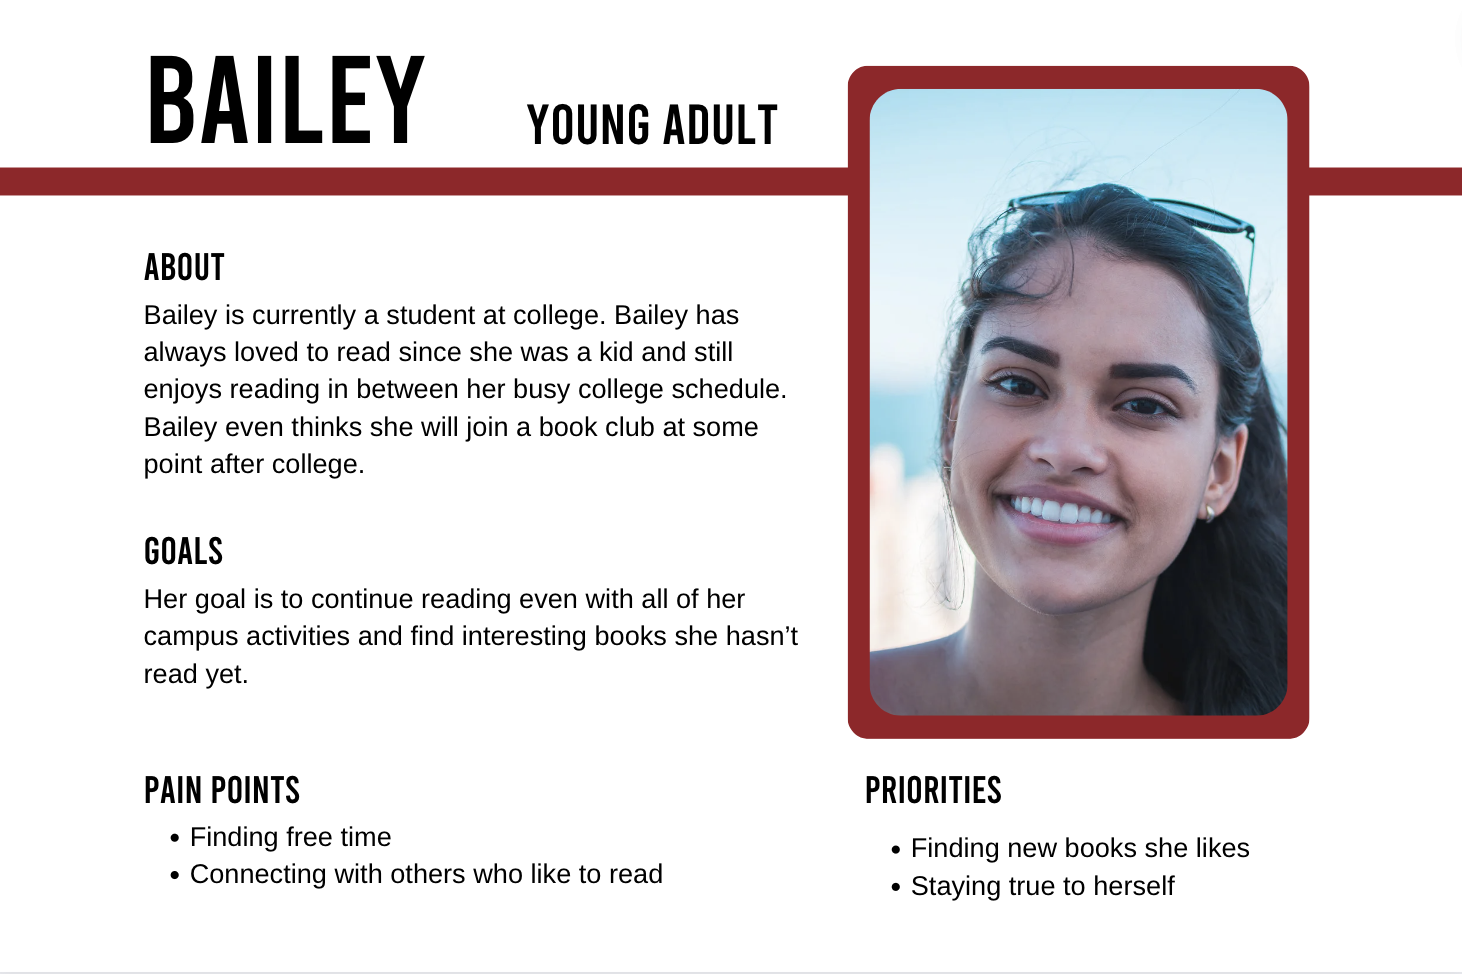 BAILEY
YOUNG ADULT
ABOUT
Bailey is currently a student at college. Bailey has
always loved to read since she was a kid and still
enjoys reading in between her busy college schedule.
Bailey even thinks she will join a book club at some
point after college.
GOALS
Her goal is to continue reading even with all of her
campus activities and find interesting books she hasn’t
read yet.
PAIN POINTS
• Finding free time
• Connecting with others who like to read
PRIORITIES
• Finding new books she likes
• Staying true to herself